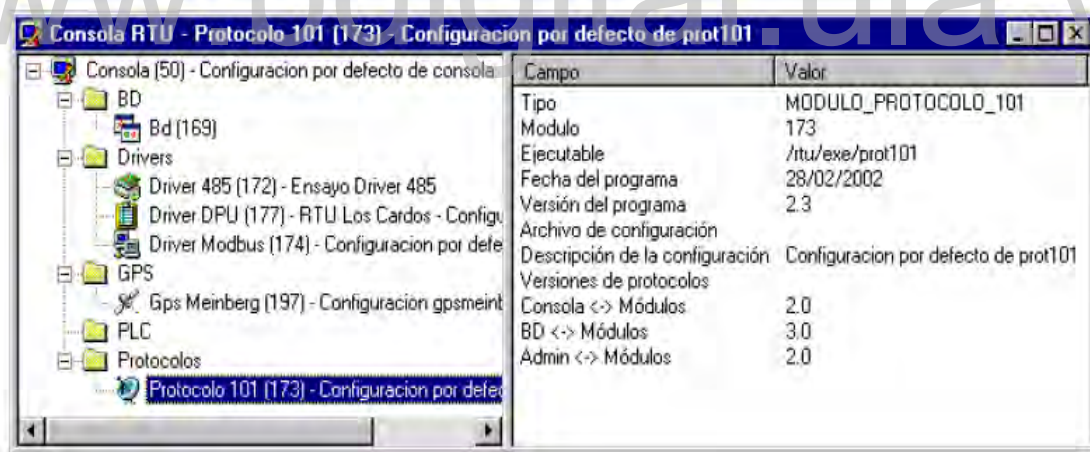 Consola RTU - Protocolo 101 (173) - Configuracion por defecto de prot101
Consola (50) - Configuracion por defecto de consola
BD
Bd (169)
Drivers
Driver 485 (172) - Ensayo Driver 485
Driver DPU (177) - RTU Los Cardos - Configu
Driver Modbus (174) - Configuracion por defe
GPS
Gps Meinberg (197) - Configuracion gpsmeinb
PLC
Protocolos
Protocolo 101 (173) - Configuracion por defec
Campo Valor
Tipo MODULO_PROTOCOLO_101
Modulo 173
Ejecutable /rtu/exe/prot101
Fecha del programa 28/02/2002
Versión del programa 2.3
Archivo de configuración
Descripción de la configuración Configuracion por defecto de prot101
Versiones de protocolos
Consola <-> Módulos 2.0
BD <-> Módulos 3.0
Admin <-> Módulos 2.0